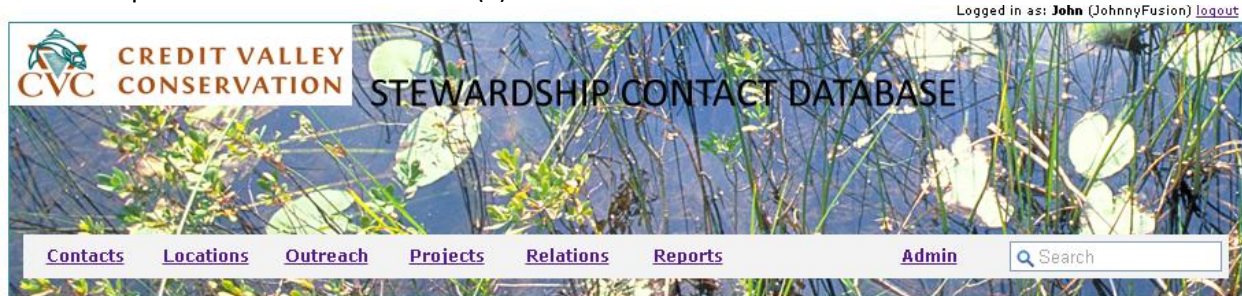 Logged in as: John (JohnnyFusion) logout
CREDIT VALLEY
CVC CONSERVATION
STEWARDSHIP CONTACT DATABASE
Contacts Locations Outreach Projects Relations Reports Admin Search